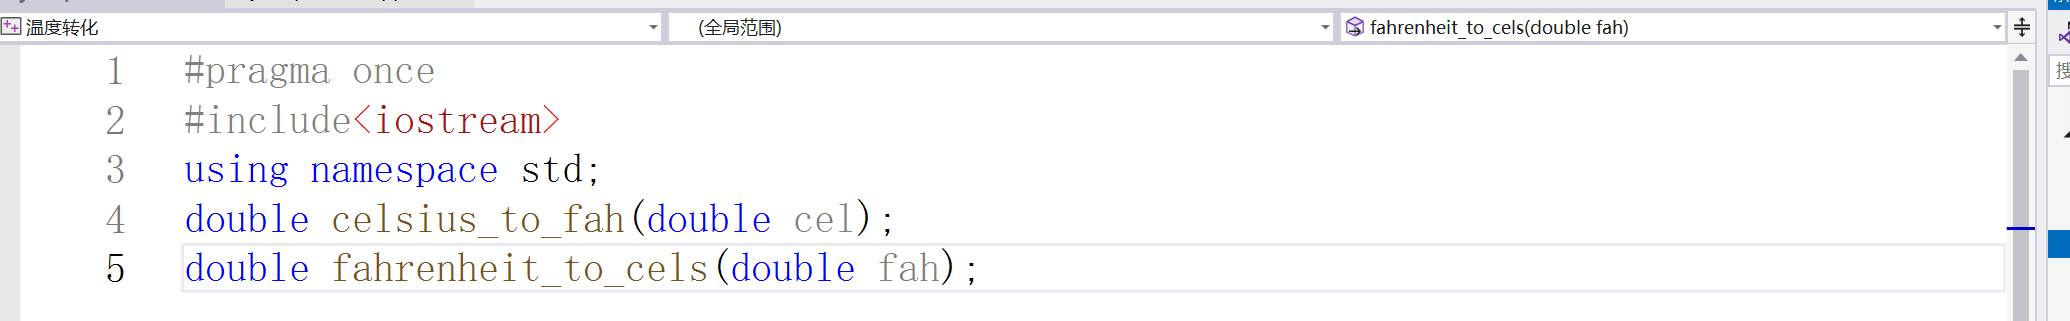 温度转化 (全局范围) fahrenheit_to_cels(double fah)
1 #pragma once
2 #include<iostream>
3 using namespace std;
4 double celsius_to_fah(double cel);
5 double fahrenheit_to_cels(double fah);
搜